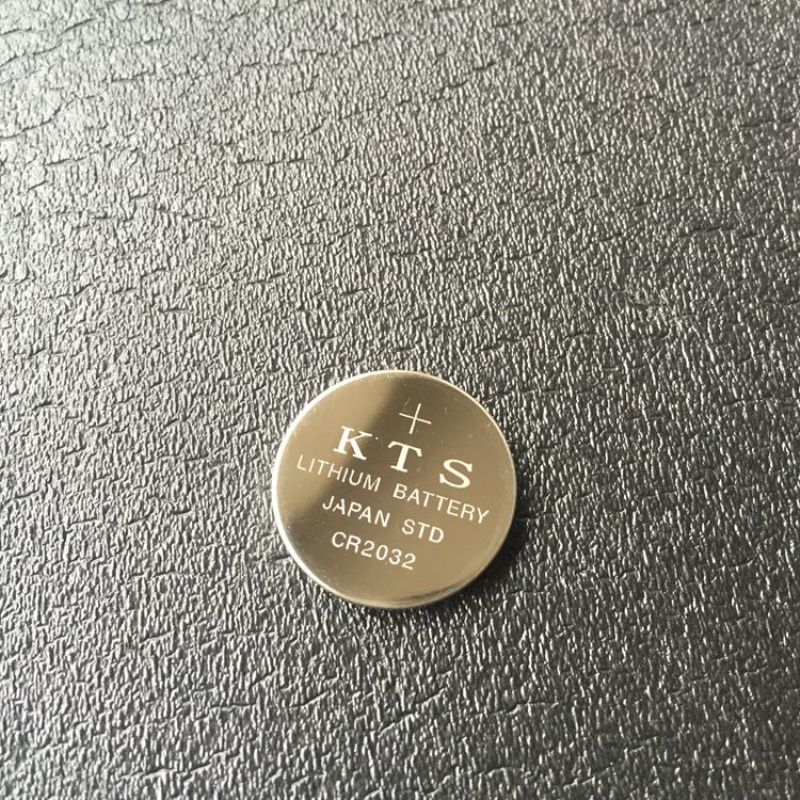 +
KTS
LITHIUM BATTERY
JAPAN STD
CR2032